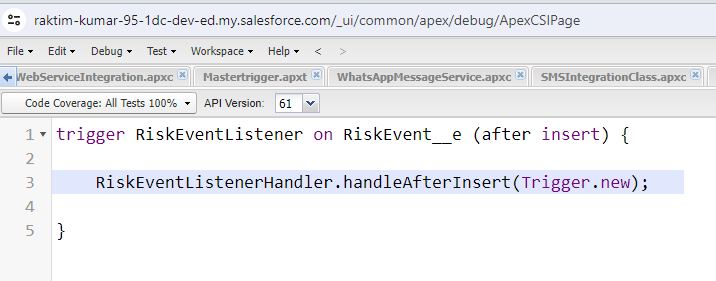 raktim-kumar-95-1dc-dev-ed.my.salesforce.com/_ui/common/apex/debug/ApexCSIPage
File Edit Debug Test Workspace Help < >
WebServiceIntegration.apxc Mastertrigger.apxt WhatsAppMessageService.apxc SMSIntegrationClass.apxc
Code Coverage: All Tests 100% API Version: 61
1 trigger RiskEventListener on RiskEvent__e (after insert) {
2
3 RiskEventListenerHandler.handleAfterInsert(Trigger.new);
4
5 }